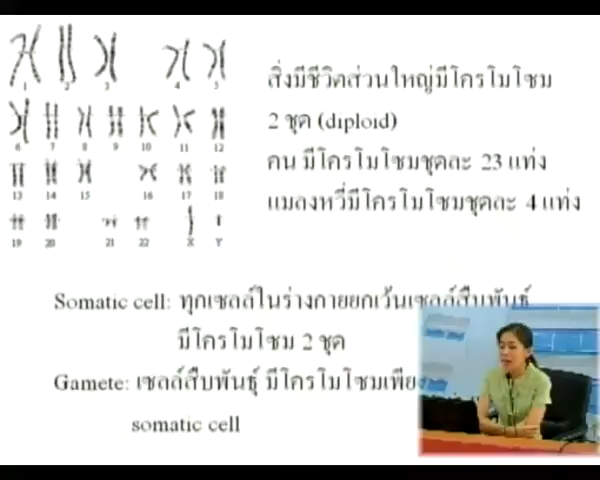 1 2 3 4 5
6 7 8 9 10 11 12
13 14 15 16 17 18
19 20 21 22 X Y
สิ่งมีชีวิตส่วนใหญ่มีโครโมโซม
2 ชุด (diploid)
คน มีโครโมโซมชุดละ 23 แท่ง
แมลงหวี่มีโครโมโซมชุดละ 4 แท่ง
Somatic cell: ทุกเซลล์ในร่างกายยกเว้นเซลล์สืบพันธุ์
มีโครโมโซม 2 ชุด
Gamete: เซลล์สืบพันธุ์ มีโครโมโซมเพียง
somatic cell